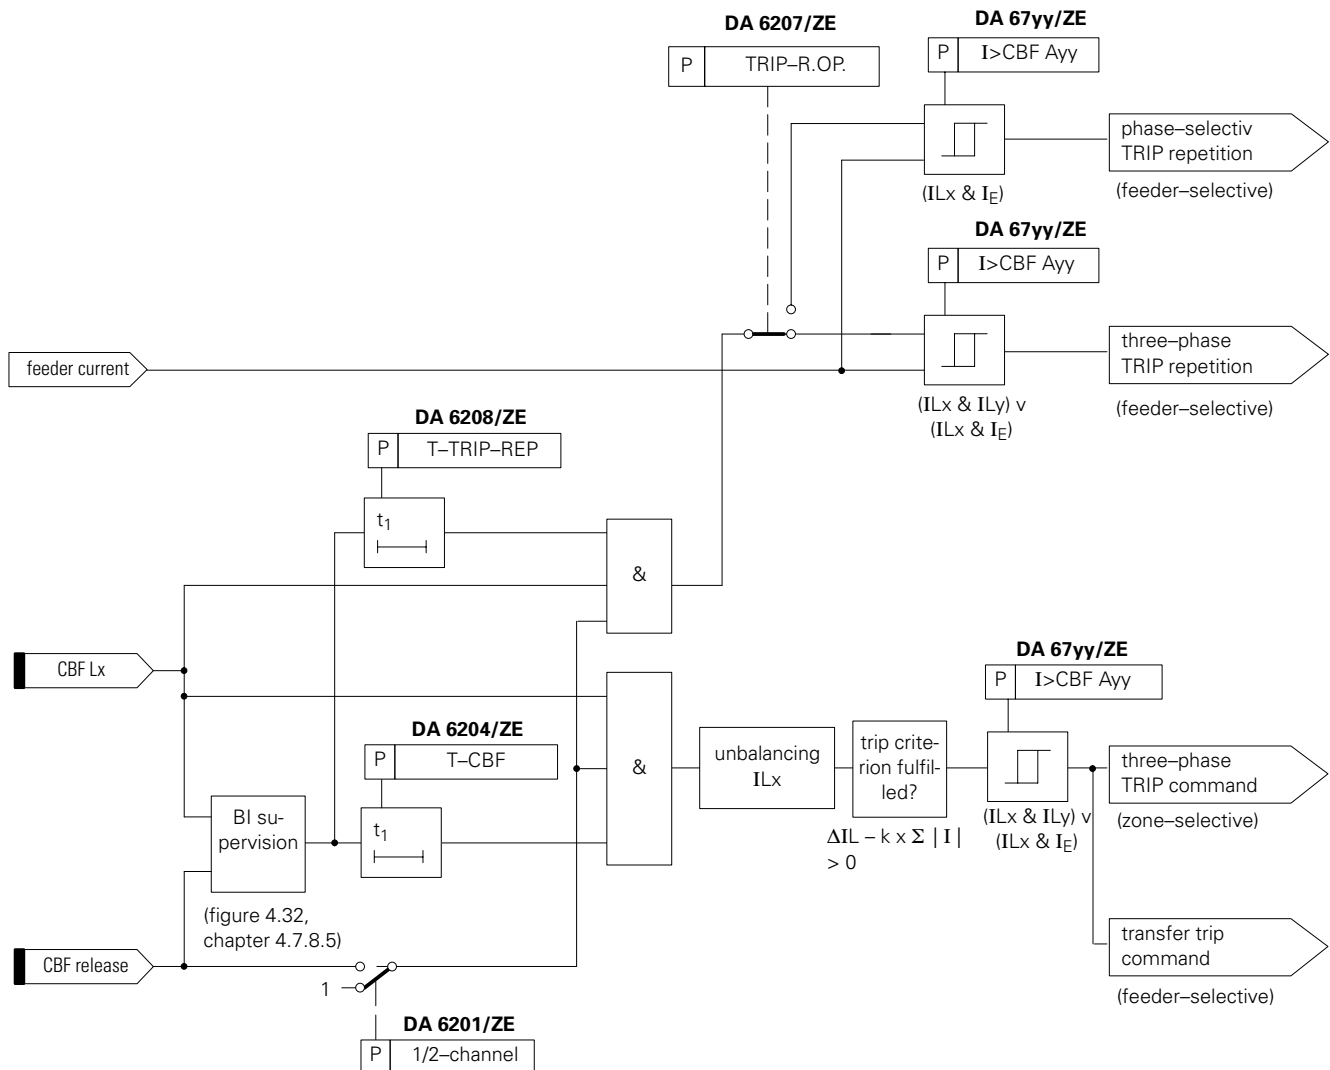 DA 6207/ZE
P TRIP–R.OP.
DA 67yy/ZE
P I>CBF Ayy
phase–selectiv
TRIP repetition
(feeder–selective)
(ILx & IE)
DA 67yy/ZE
P I>CBF Ayy
feeder current
three–phase
TRIP repetition
(feeder–selective)
(ILx & ILy) v
(ILx & IE)
DA 6208/ZE
P T–TRIP–REP
t1
&
CBF Lx
DA 6204/ZE
P T–CBF
t1
&
unbalancing
ILx
trip crite-
rion fulfil-
led?
ΔIL – k x Σ | I |
> 0
DA 67yy/ZE
P I>CBF Ayy
(ILx & ILy) v
(ILx & IE)
three–phase
TRIP command
(zone–selective)
BI su-
pervision
(figure 4.32,
chapter 4.7.8.5)
CBF release
1
transfer trip
command
(feeder–selective)
DA 6201/ZE
P 1/2–channel